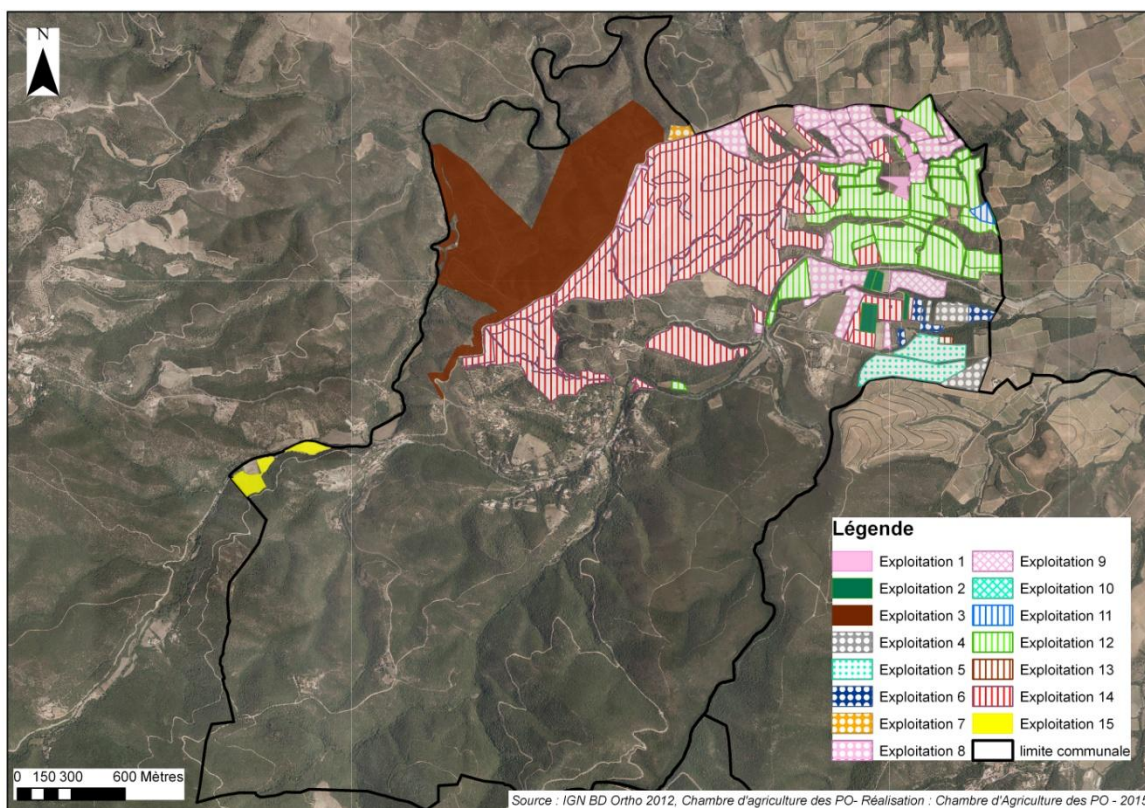 N
Légende
Exploitation 1
Exploitation 2
Exploitation 3
Exploitation 4
Exploitation 5
Exploitation 6
Exploitation 7
Exploitation 8
Exploitation 9
Exploitation 10
Exploitation 11
Exploitation 12
Exploitation 13
Exploitation 14
Exploitation 15
limite communale
0 150 300 600 Mètres
Source : IGN BD Ortho 2012, Chambre d'agriculture des PO- Réalisation : Chambre d'Agriculture des PO - 2015